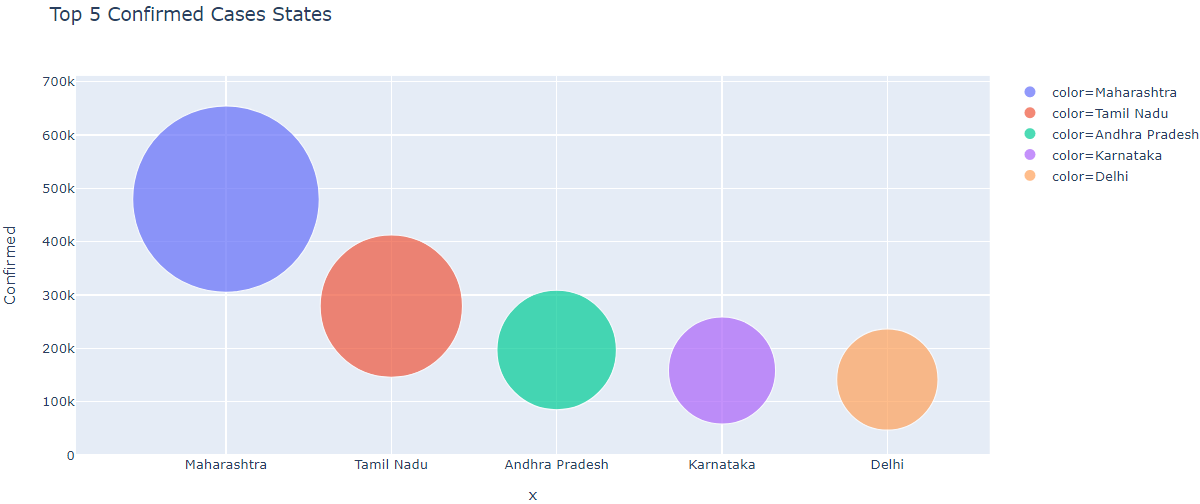 Top 5 Confirmed Cases States
700k
600k
500k
400k
300k
200k
100k
0
Confirmed
Maharashtra
Tamil Nadu
Andhra Pradesh
Karnataka
Delhi
x
color=Maharashtra
color=Tamil Nadu
color=Andhra Pradesh
color=Karnataka
color=Delhi